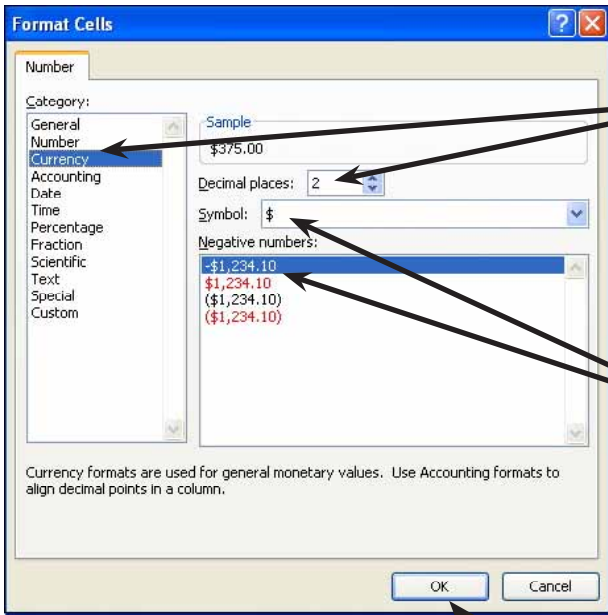 Format Cells
Number
Category:
General
Number
Currency
Accounting
Date
Time
Percentage
Fraction
Scientific
Text
Special
Custom
Sample
$375.00
Decimal places: 2
Symbol: $
Negative numbers:
-$1,234.10
$1,234.10
($1,234.10)
($1,234.10)
Currency formats are used for general monetary values. Use Accounting formats to
align decimal points in a column.
OK Cancel